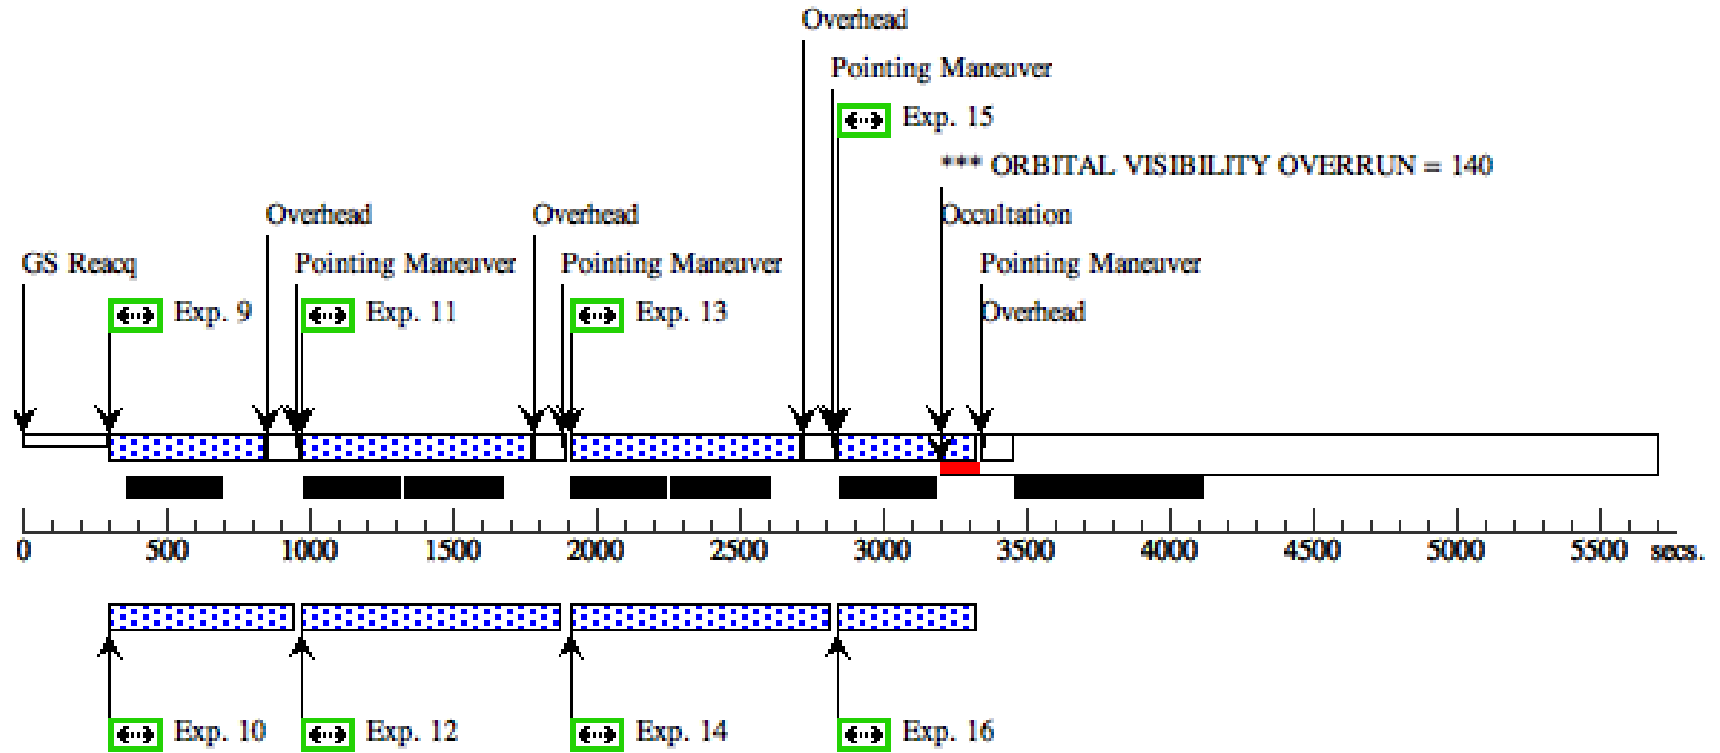 Overhead
Pointing Maneuver
Exp. 15
*** ORBITAL VISIBILITY OVERRUN = 140
Overhead
Overhead
Occultation
GS Reacq
Pointing Maneuver
Pointing Maneuver
Pointing Maneuver
Exp. 9
Exp. 11
Exp. 13
Overhead
0 500 1000 1500 2000 2500 3000 3500 4000 4500 5000 5500 secs.
Exp. 10
Exp. 12
Exp. 14
Exp. 16